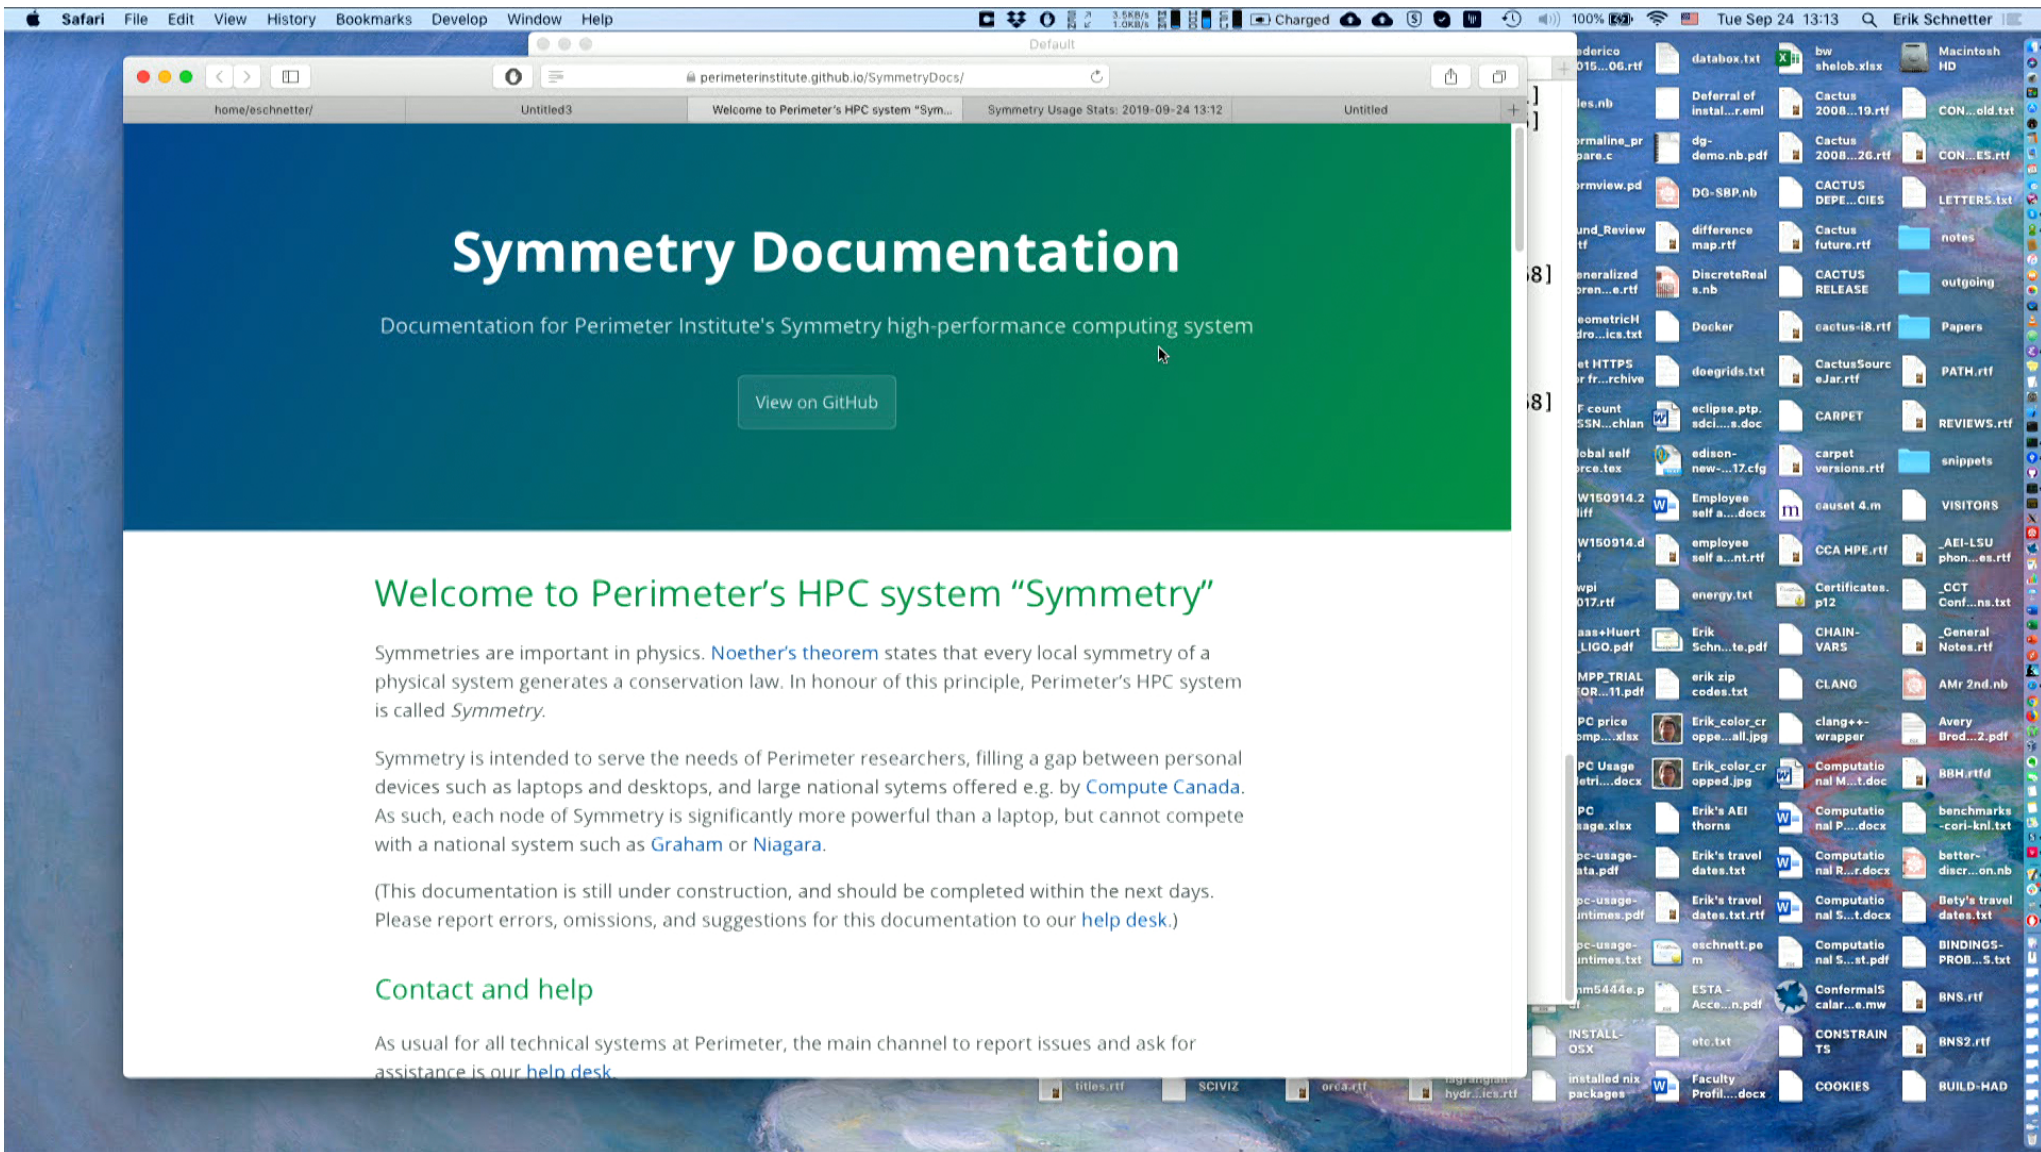 Safari File Edit View History Bookmarks Develop Window Help
3.5KB/s
1.0KB/s
Charged
100%
Tue Sep 24 13:13
Erik Schnetter
Default
perimeterinstitute.github.io/SymmetryDocs/
home/eschnetter/
Untitled3
Welcome to Perimeter's HPC system “Sym...
Symmetry Usage Stats: 2019-09-24 13:12
Untitled
Symmetry Documentation
Documentation for Perimeter Institute's Symmetry high-performance computing system
View on GitHub
Welcome to Perimeter’s HPC system “Symmetry”
Symmetries are important in physics. Noether’s theorem states that every local symmetry of a
physical system generates a conservation law. In honour of this principle, Perimeter’s HPC system
is called Symmetry.
Symmetry is intended to serve the needs of Perimeter researchers, filling a gap between personal
devices such as laptops and desktops, and large national sytems offered e.g. by Compute Canada.
As such, each node of Symmetry is significantly more powerful than a laptop, but cannot compete
with a national system such as Graham or Niagara.
(This documentation is still under construction, and should be completed within the next days.
Please report errors, omissions, and suggestions for this documentation to our help desk.)
Contact and help
As usual for all technical systems at Perimeter, the main channel to report issues and ask for
assistance is our help desk.
8]
8]
databox.txt
bw
shelob.xlsx
Macintosh
HD
Deferral of
instal...r.eml
Cactus
2008...19.rtf
CON...old.txt
dg-
demo.nb.pdf
Cactus
2008...26.rtf
CON...ES.rtf
DG-SBP.nb
CACTUS
DEPE...CIES
LETTERS.txt
difference
map.rtf
Cactus
future.rtf
notes
DiscreteReal
s.nb
CACTUS
RELEASE
outgoing
Docker
cactus-i8.rtf
Papers
doegrids.txt
CactusSourc
eJar.rtf
PATH.rtf
eclipse.ptp.
sdci....s.doc
CARPET
REVIEWS.rtf
edison-
new-...17.cfg
carpet
versions.rtf
snippets
Employee
self a....docx
causet 4.m
VISITORS
employee
self a...nt.rtf
CCA HPE.rtf
_AEI-LSU
phon...es.rtf
energy.txt
Certificates.
p12
_CCT
Conf...ns.txt
Erik
Schn...te.pdf
CHAIN-
VARS
_General
Notes.rtf
erik zip
codes.txt
CLANG
AMr 2nd.nb
Erik_color_cr
oppe...all.jpg
clang++-
wrapper
Avery
Brod...2.pdf
Erik_color_cr
opped.jpg
Computatio
nal M...t.doc
BBH.rtfd
Erik's AEI
thorns
Computatio
nal P....docx
benchmarks
-cori-knl.txt
Erik's travel
dates.txt
Computatio
nal R...r.docx
better-
discr...on.nb
Erik's travel
dates.txt.rtf
Computatio
nal S...t.docx
Bety's travel
dates.txt
eschnett.pe
m
Computatio
nal S...st.pdf
BINDINGS-
PROB...S.txt
ESTA -
Acce...n.pdf
ConformalS
calar...e.mw
BNS.rtf
INSTALL-
OSX
etc.txt
CONSTRAIN
TS
BNS2.rtf
titles.rtf
SCIVIZ
orca.rtf
installed nix
packages
Faculty
Profil....docx
COOKIES
BUILD-HAD